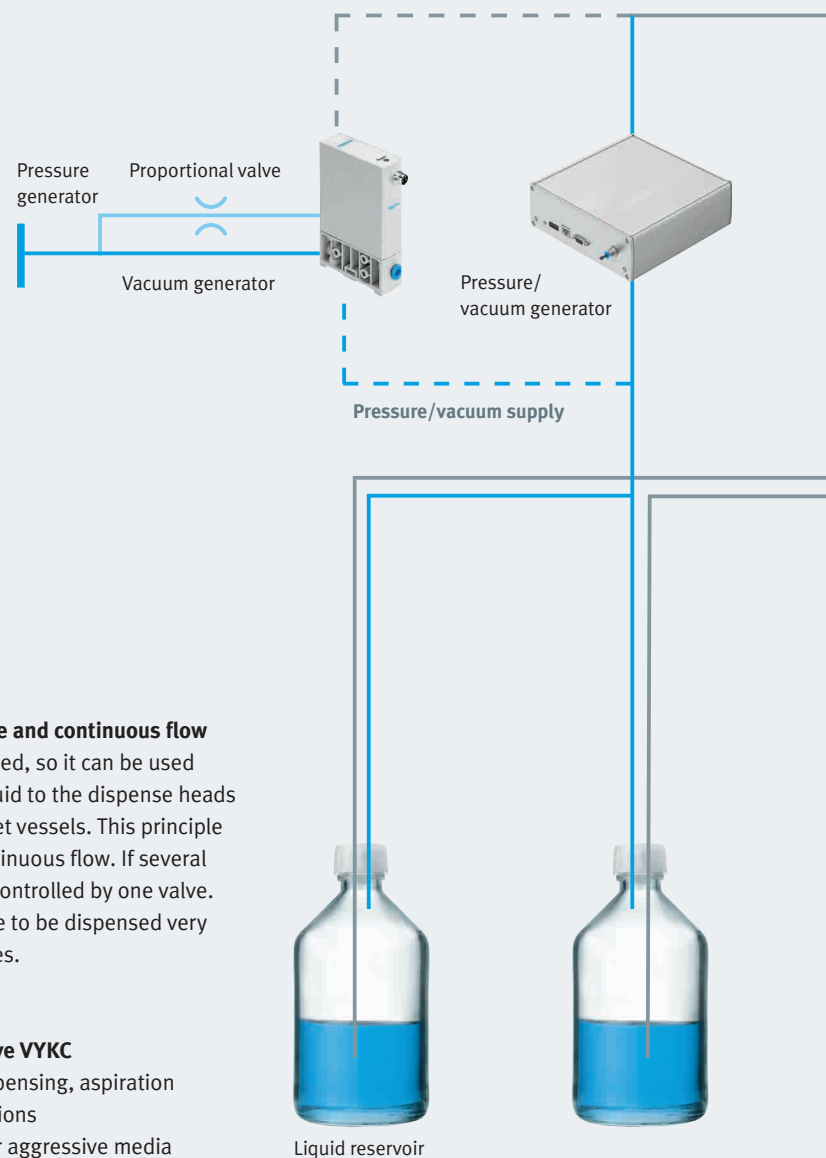 Pressure
generator
Proportional valve
Vacuum generator
Pressure/
vacuum generator
Pressure/vacuum supply
e and continuous flow
ed, so it can be used
uid to the dispense heads
et vessels. This principle
tinuous flow. If several
controlled by one valve.
e to be dispensed very
es.
ve VYKC
pensing, aspiration
ions
r aggressive media
Liquid reservoir